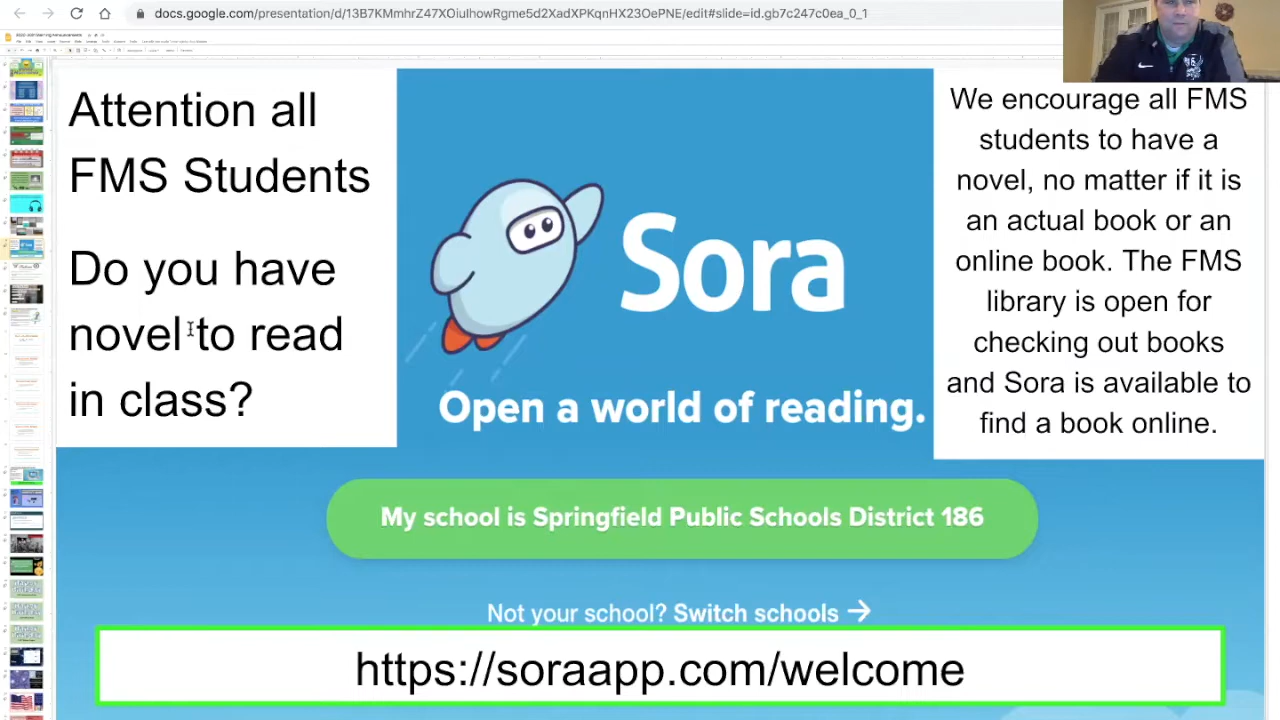 docs.google.com/presentation/d/13B7KMmhrZ47XOiulhowRgme5d2XadXPKqnHX23OePNE/edit#slide=id.gb7c247c0ea_0_1
Attention all
FMS Students
Do you have
novel to read
in class?
Sora
Open a world of reading.
We encourage all FMS
students to have a
novel, no matter if it is
an actual book or an
online book. The FMS
library is open for
checking out books
and Sora is available to
find a book online.
My school is Springfield Public Schools District 186
Not your school? Switch schools →
https://soraapp.com/welcome